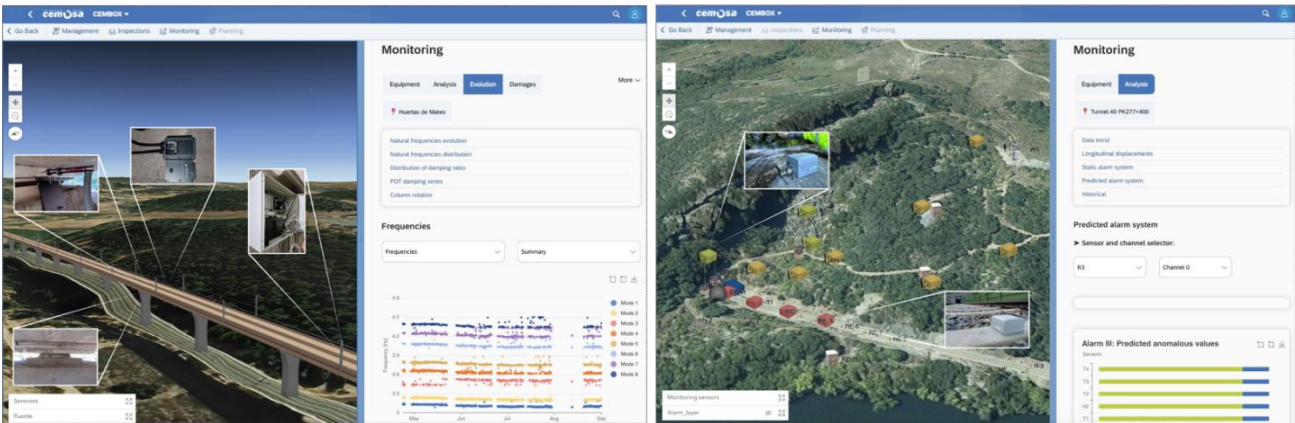 cemosa CEMBOX
Go Back Management Inspections Monitoring Planning
Monitoring
Equipment Analysis Evolution Damages More
Huertas de Mateo
Natural frequencies evolution
Natural frequencies distribution
Distribution of damping rates
POT damping series
Column rotation
Frequencies
Frequencies Summary
Frequency [Hz]
Mode 1
Mode 2
Mode 3
Mode 4
Mode 5
Mode 6
Mode 7
Mode 8
0
May Jun Jul Aug Sep
Sensores
Puente
cemosa CEMBOX
Go Back Management Inspections Monitoring Planning
Monitoring
Equipment Analysis
Tunnel 40 PK277+400
Data trend
Longitudinal displacements
Static alarm system
Predicted alarm system
Historical
Predicted alarm system
➤ Sensor and channel selector:
R3 Channel 0
Alarm III: Predicted anomalous values
Sensors
T4
T3
T2
H2
T1
WS
Monitoring sensors
Alarm_layer